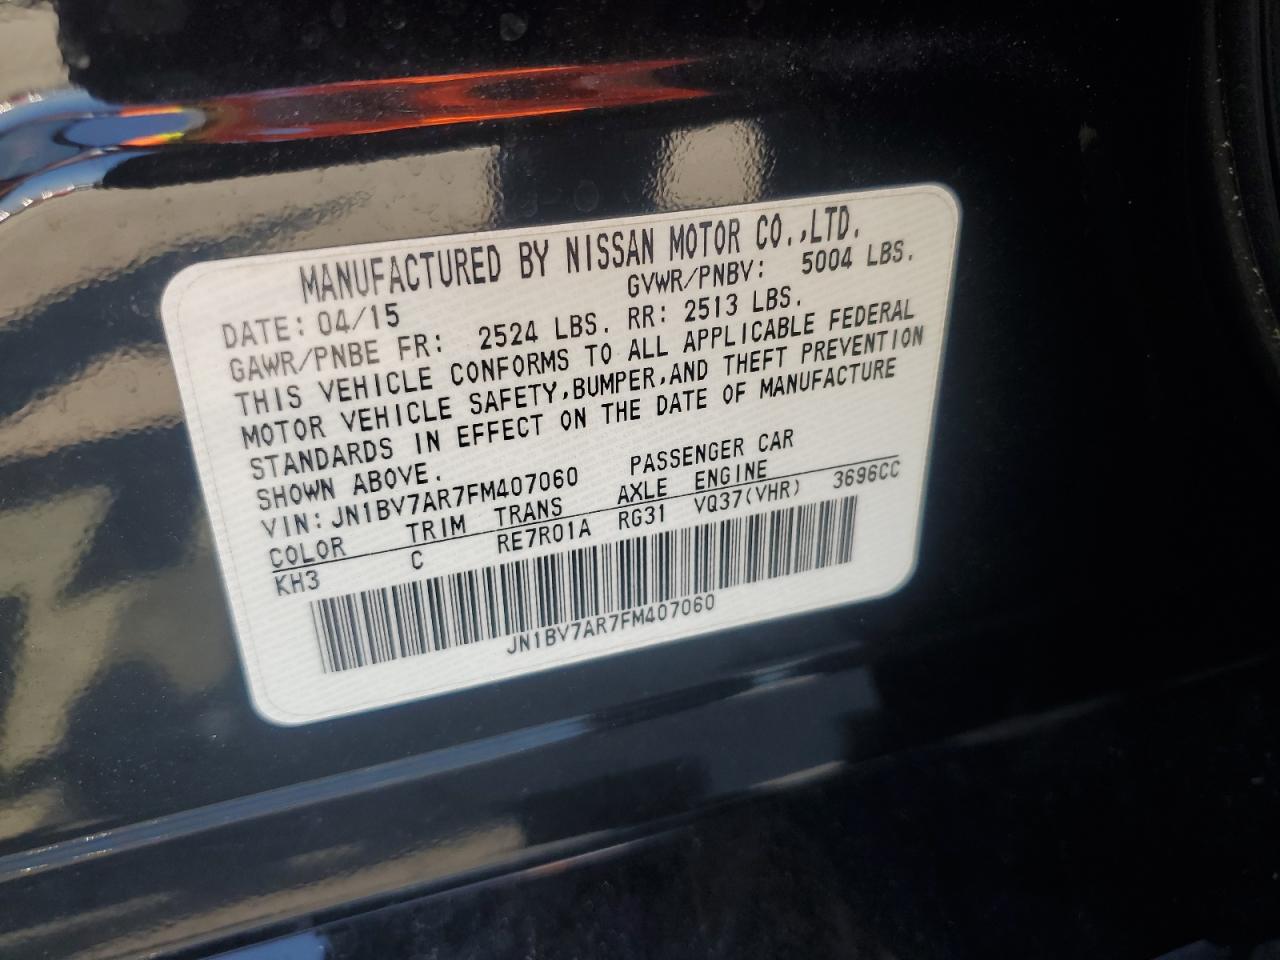 MANUFACTURED BY NISSAN MOTOR CO.,LTD.
DATE: 04/15 GVWR/PNBV: 5004 LBS.
GAWR/PNBE FR: 2524 LBS. RR: 2513 LBS.
THIS VEHICLE CONFORMS TO ALL APPLICABLE FEDERAL
MOTOR VEHICLE SAFETY,BUMPER,AND THEFT PREVENTION
STANDARDS IN EFFECT ON THE DATE OF MANUFACTURE
SHOWN ABOVE.
VIN: JN1BV7AR7FM407060 PASSENGER CAR
COLOR TRIM TRANS AXLE ENGINE
KH3 C RE7R01A RG31 VQ37(VHR) 3696CC
JN1BV7AR7FM407060